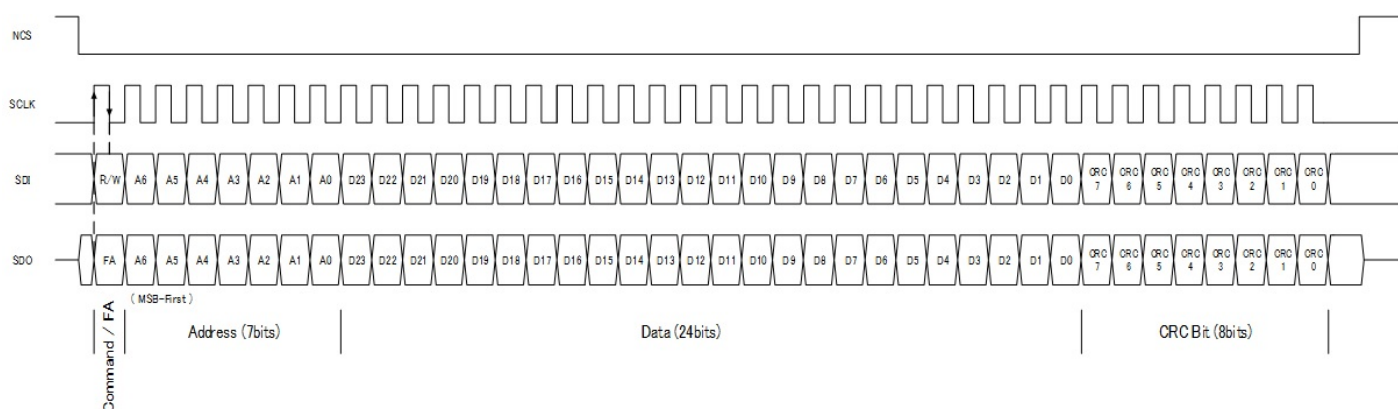 NCS
SCLK
SDI R/W A6 A5 A4 A3 A2 A1 A0 D23 D22 D21 D20 D19 D18 D17 D16 D15 D14 D13 D12 D11 D10 D9 D8 D7 D6 D5 D4 D3 D2 D1 D0 CRC 7 CRC 6 CRC 5 CRC 4 CRC 3 CRC 2 CRC 1 CRC 0
SDO FA A6 A5 A4 A3 A2 A1 A0 D23 D22 D21 D20 D19 D18 D17 D16 D15 D14 D13 D12 D11 D10 D9 D8 D7 D6 D5 D4 D3 D2 D1 D0 CRC 7 CRC 6 CRC 5 CRC 4 CRC 3 CRC 2 CRC 1 CRC 0
(MSB-First)
Command / FA
Address (7bits)
Data (24bits)
CRC Bit (8bits)